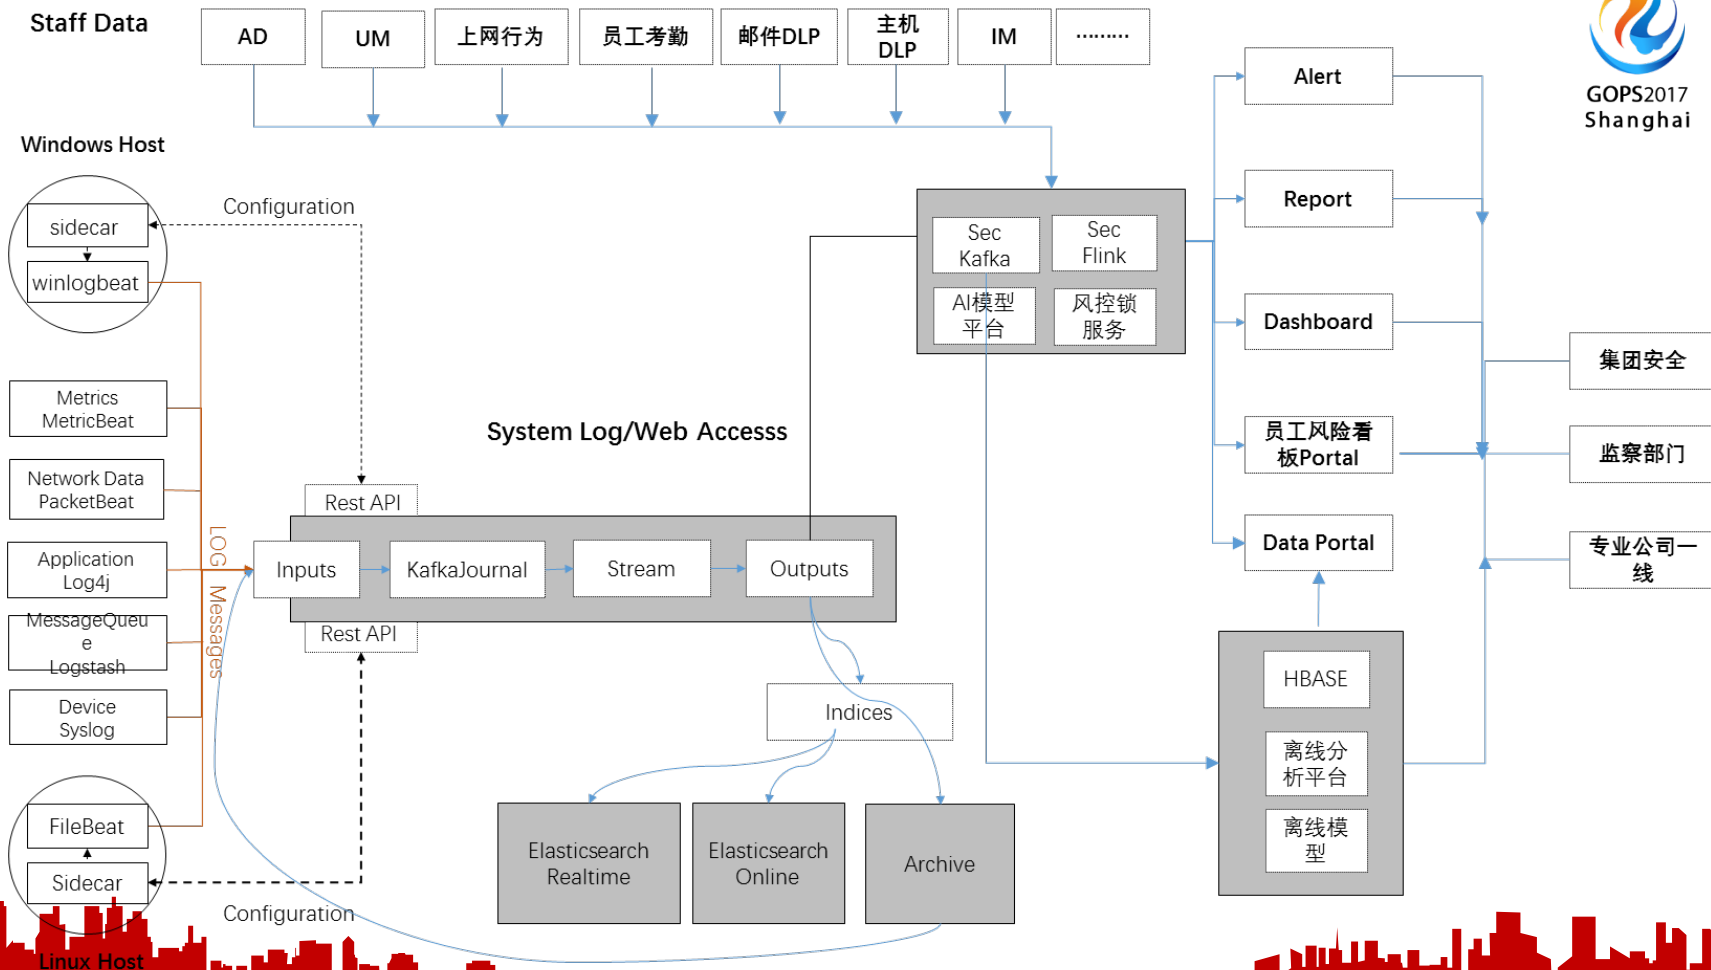 Staff Data
AD
UM
上网行为
员工考勤
邮件DLP
主机
DLP
IM
………
GOPS2017
Shanghai
Alert
Windows Host
sidecar
winlogbeat
Configuration
Report
Sec
Kafka
Sec
Flink
AI模型
平台
风控锁
服务
Dashboard
集团安全
Metrics
MetricBeat
System Log/Web Accesss
员工风险看
板Portal
监察部门
Network Data
PacketBeat
Rest API
LOG Messages
Application
Log4j
Inputs
KafkaJournal
Stream
Outputs
Data Portal
专业公司一
线
MessageQueu
e
Logstash
Rest API
Device
Syslog
Indices
HBASE
离线分
析平台
离线模
型
FileBeat
Sidecar
Configuration
Linux Host
Elasticsearch
Realtime
Elasticsearch
Online
Archive